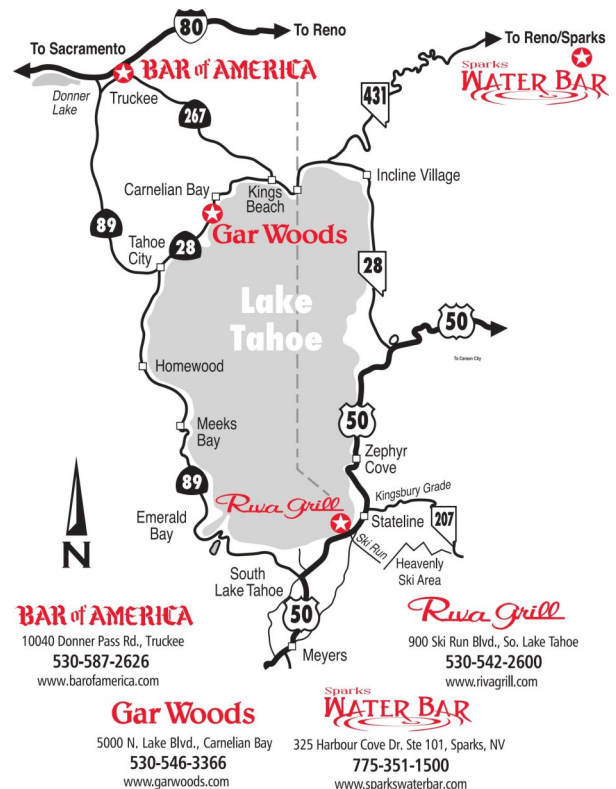 80
To Reno
To Sacramento
BAR of AMERICA
Donner
Lake
Truckee
267
431
To Reno/Sparks
Sparks
WATER BAR
Carnelian Bay
Kings
Beach
Incline Village
Gar Woods
89
28
Tahoe
City
28
Lake
Tahoe
50
To Carson City
Homewood
50
Meeks
Bay
Zephyr
Cove
89
Kingsbury Grade
Riva Grill
Stateline
207
Emerald
Bay
Ski Run
Heavenly
Ski Area
N
South
Lake Tahoe
50
Meyers
BAR of AMERICA
10040 Donner Pass Rd., Truckee
530-587-2626
www.barofamerica.com
Riva Grill
900 Ski Run Blvd., So. Lake Tahoe
530-542-2600
www.rivagrill.com
Gar Woods
5000 N. Lake Blvd., Carnelian Bay
530-546-3366
www.garwoods.com
Sparks
WATER BAR
325 Harbour Cove Dr. Ste 101, Sparks, NV
775-351-1500
www.sparkswaterbar.com